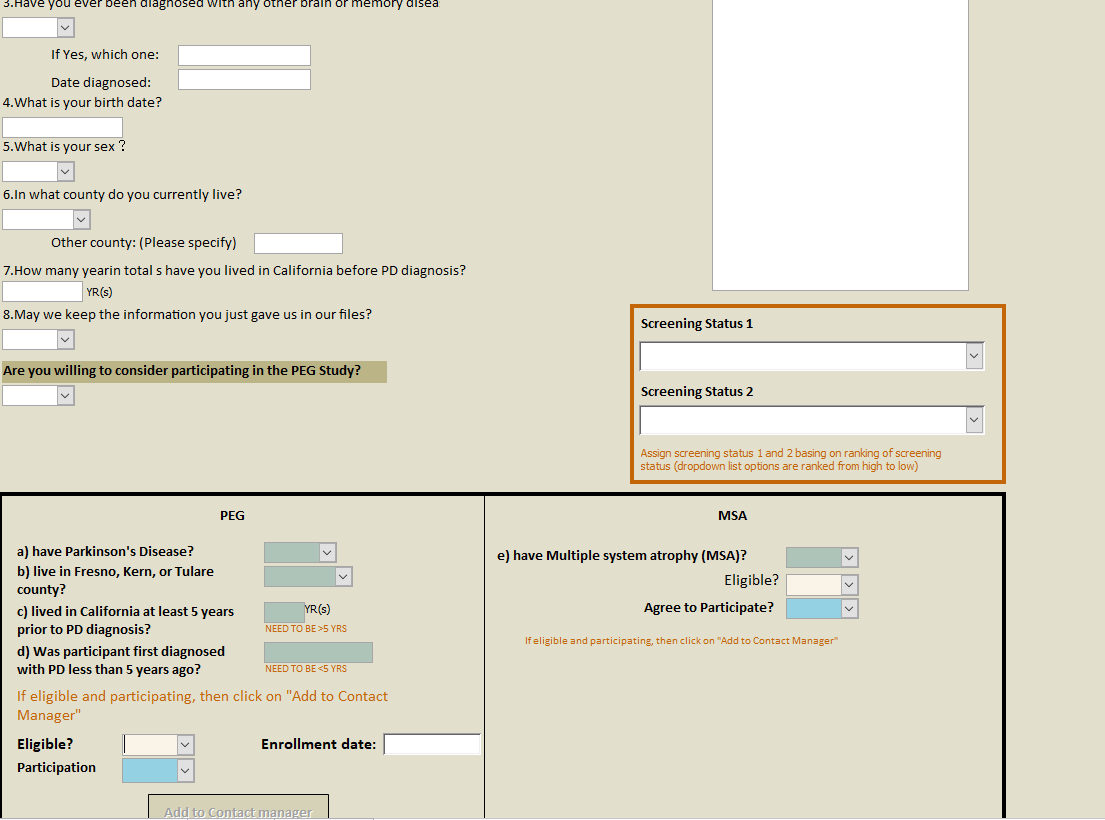 3.Have you ever been diagnosed with any other brain or memory disea
If Yes, which one:
Date diagnosed:
4.What is your birth date?
5.What is your sex ?
6.In what county do you currently live?
Other county: (Please specify)
7.How many yearin total s have you lived in California before PD diagnosis?
YR(s)
8.May we keep the information you just gave us in our files?
Are you willing to consider participating in the PEG Study?
Screening Status 1
Screening Status 2
Assign screening status 1 and 2 basing on ranking of screening
status (dropdown list options are ranked from high to low)
PEG
a) have Parkinson's Disease?
b) live in Fresno, Kern, or Tulare
county?
c) lived in California at least 5 years
prior to PD diagnosis?
YR(s)
NEED TO BE >5 YRS
d) Was participant first diagnosed
with PD less than 5 years ago?
NEED TO BE <5 YRS
If eligible and participating, then click on "Add to Contact
Manager"
Eligible?
Enrollment date:
Participation
Add to Contact manager
MSA
e) have Multiple system atrophy (MSA)?
Eligible?
Agree to Participate?
If eligible and participating, then click on "Add to Contact Manager"